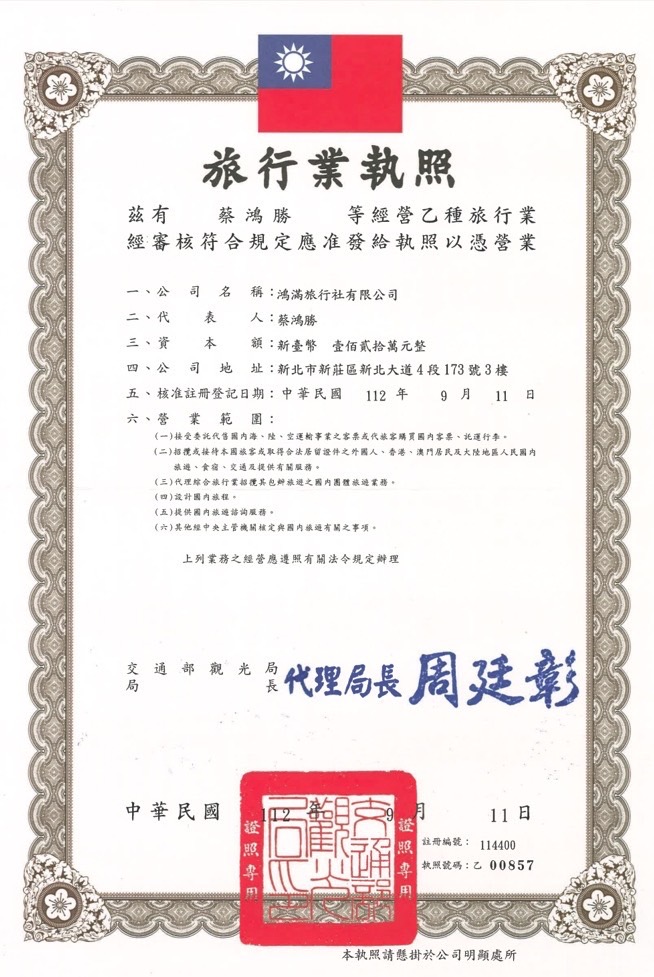 旅行業執照
茲有 蔡鴻勝 等經營乙種旅行業
經審核符合規定應准發給執照以憑營業
一、公司名稱：鴻滿旅行社有限公司
二、代表人：蔡鴻勝
三、資本額：新臺幣 壹佰貳拾萬元整
四、公司地址：新北市新莊區新北大道4段173號3樓
五、核准註冊登記日期：中華民國 112 年 9 月 11 日
六、營業範圍：
(一)接受委託代售國內海、陸、空運輸事業之客票或代旅客購買國內客票、託運行李。
(二)招攬或接待本國旅客或取得合法居留證件之外國人、香港、澳門居民及大陸地區人民國內
旅遊、食宿、交通及提供有關服務。
(三)代理綜合旅行業招攬其包辦旅遊之國內團體旅遊業務。
(四)設計國內旅程。
(五)提供國內旅遊諮詢服務。
(六)其他經中央主管機關核定與國內旅遊有關之事項。
上列業務之經營應遵照有關法令規定辦理
交通部觀光局
局長 代理局長 周廷彰
中華民國 112 年 9 月 11 日
證照專用
交通部觀光局印
證照專用
註冊編號： 114400
執照號碼：乙 00857
本執照請懸掛於公司明顯處所